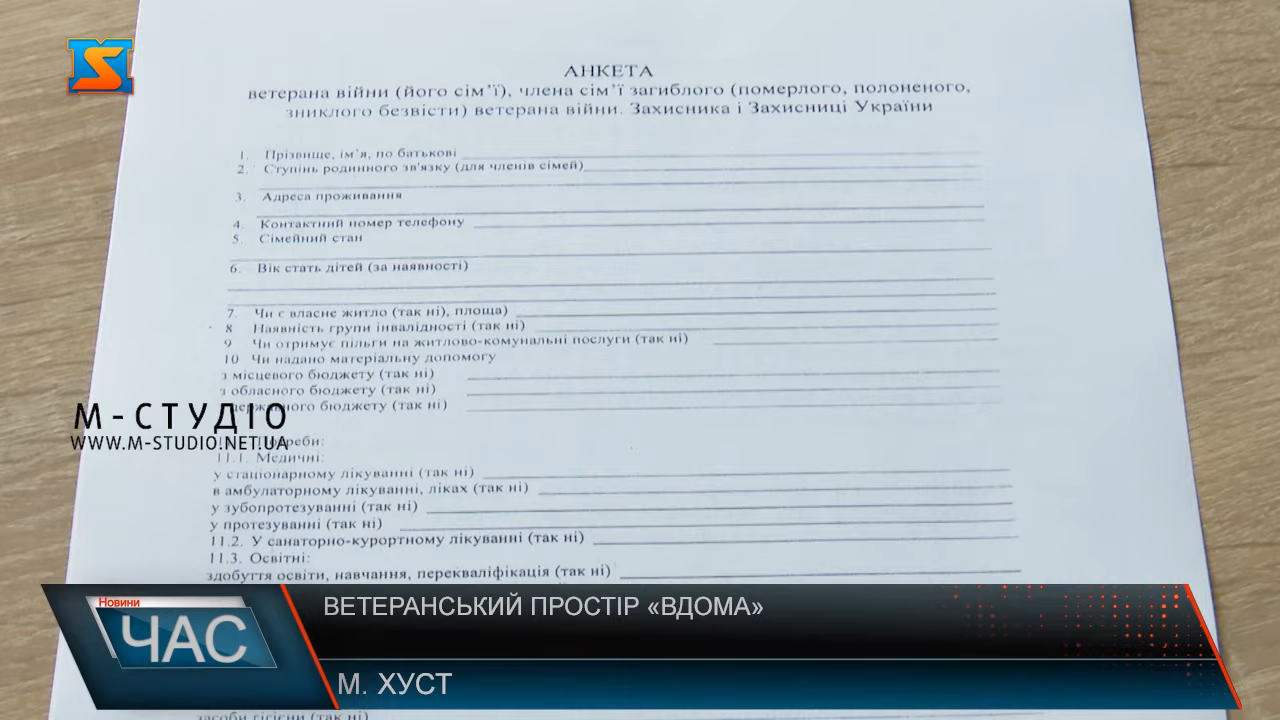 АНКЕТА
ветерана війни (його сім’ї), члена сім’ї загиблого (померлого, полоненого,
зниклого безвісти) ветерана війни. Захисника і Захисниці України
1. Прізвище, ім’я, по батькові
2. Ступінь родинного зв'язку (для членів сімей)
3. Адреса проживання
4. Контактний номер телефону
5. Сімейний стан
6. Вік стать дітей (за наявності)
7. Чи є власне житло (так ні), площа)
8 Наявність групи інвалідності (так ні)
9 Чи отримує пільги на житлово-комунальні послуги (так ні)
10 Чи надано матеріальну допомогу
з місцевого бюджету (так ні)
з обласного бюджету (так ні)
бюджету (так ні)
М-СТУДІО
WWW.M-STUDIO.NET.UA
11.1. Медичні:
у стаціонарному лікуванні (так ні)
в амбулаторному лікуванні, ліках (так ні)
у зубопротезуванні (так ні)
у протезуванні (так ні)
11.2. У санаторно-курортному лікуванні (так ні)
11.3. Освітні:
здобуття освіти, навчання, перекваліфікація (так ні)
Новини
ЧАС
ВЕТЕРАНСЬКИЙ ПРОСТІР «ВДОМА»
М. ХУСТ
засоби гігієни (так ні)